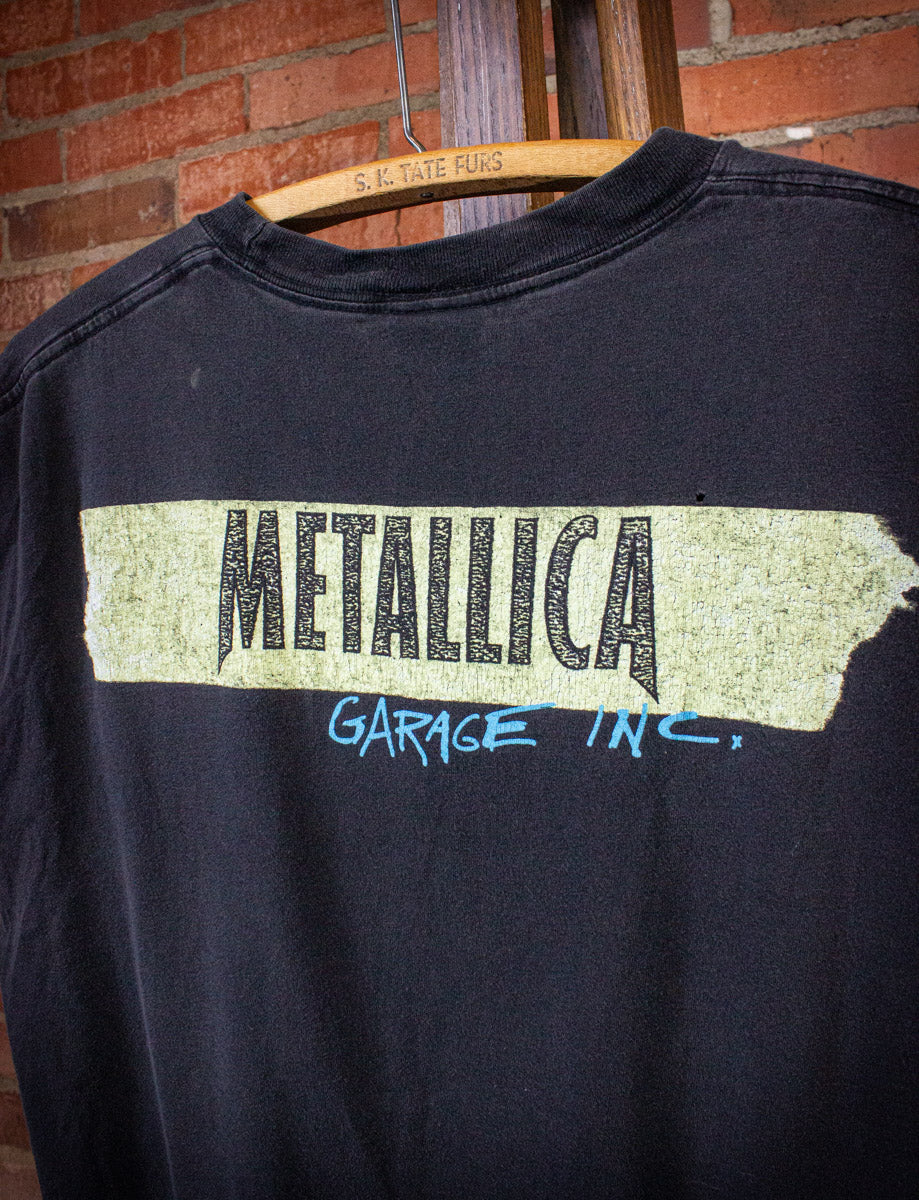 S. K. TATE FURS
METALLICA
GARAGE INC.